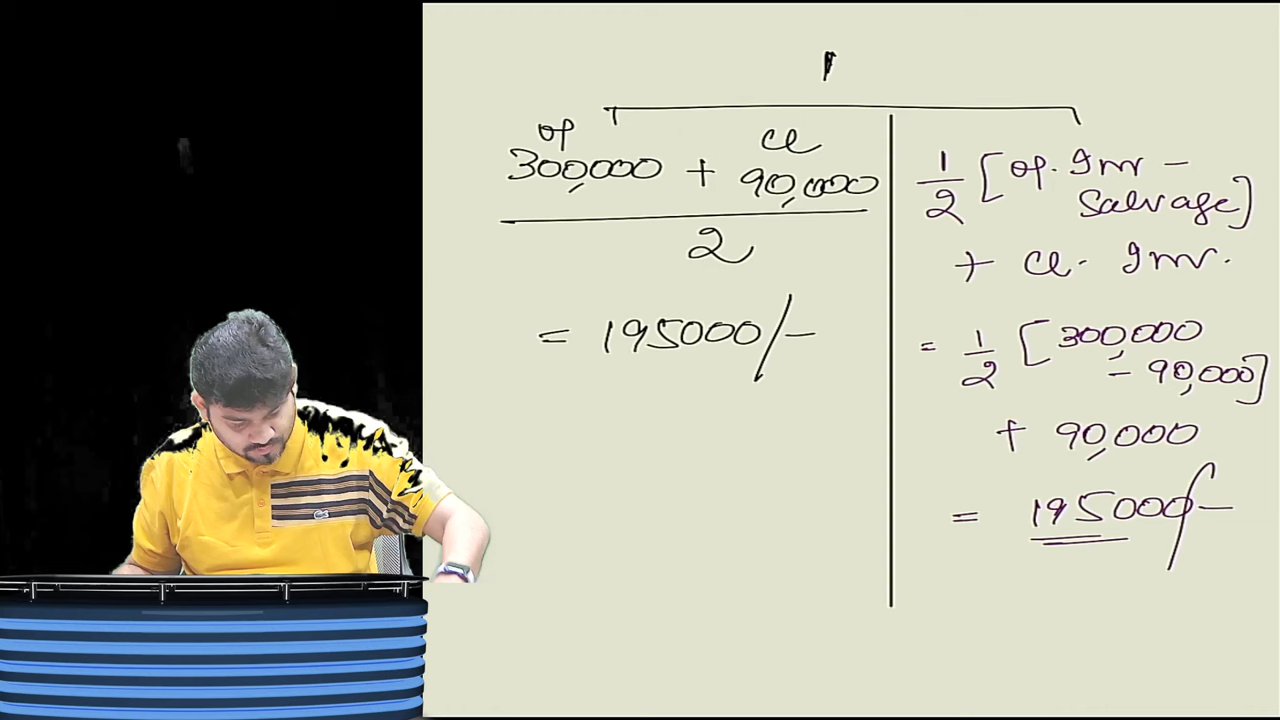 op
cl
300,000 + 90,000
2
= 195000/-
1/2 [op. Inv -
Salvage]
+ cl. Inv.
= 1/2 [300,000
- 90,000]
+ 90,000
= 195000/-